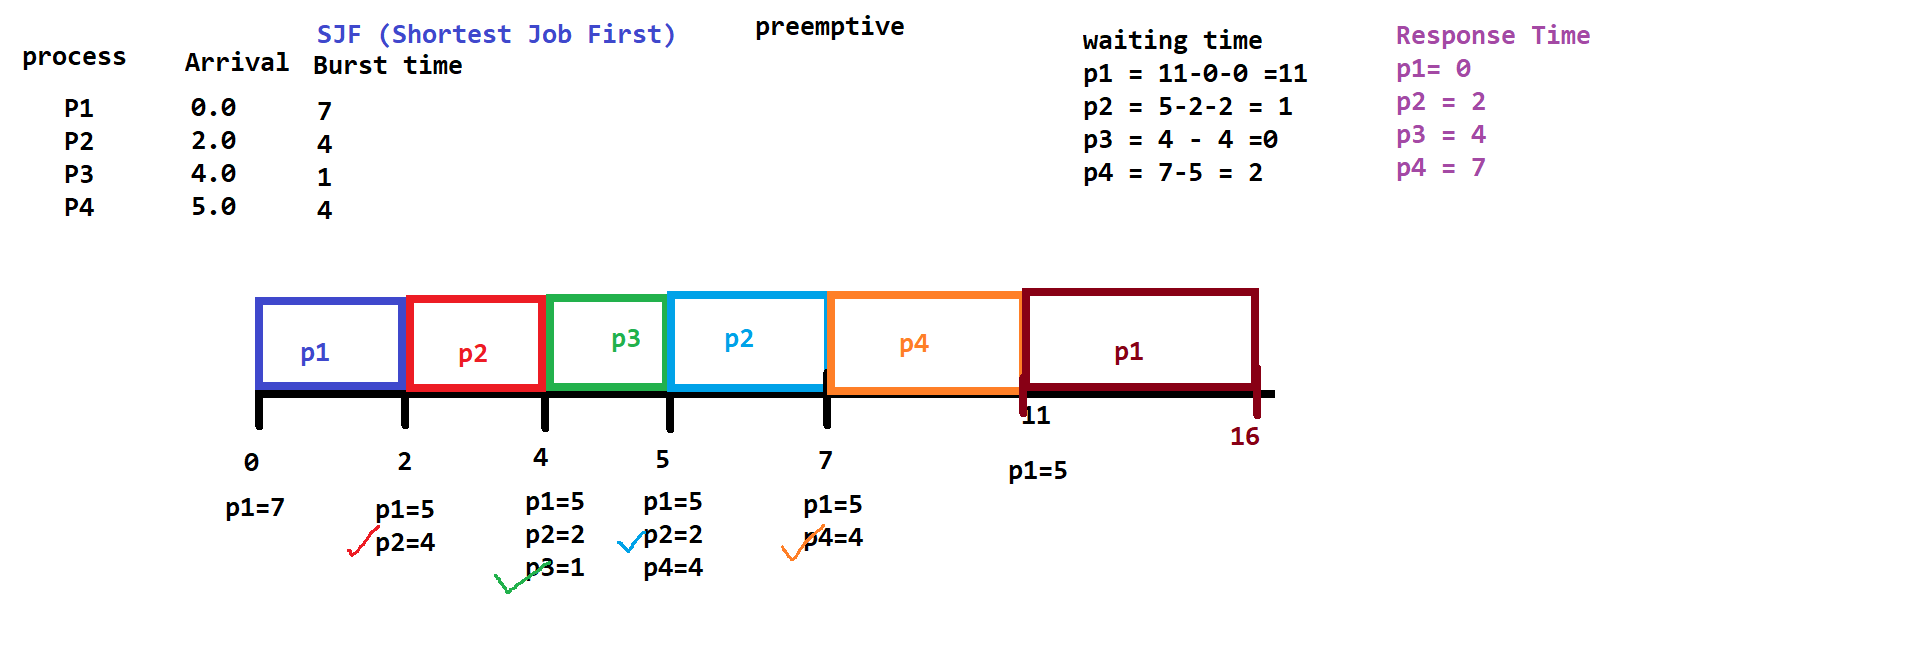 SJF (Shortest Job First)
preemptive
process Arrival Burst time
P1 0.0 7
P2 2.0 4
P3 4.0 1
P4 5.0 4
waiting time
p1 = 11-0-0 =11
p2 = 5-2-2 = 1
p3 = 4 - 4 =0
p4 = 7-5 = 2
Response Time
p1= 0
p2 = 2
p3 = 4
p4 = 7
p1 p2 p3 p2 p4 p1
0 2 4 5 7 11 16
p1=7
p1=5
p2=4
p1=5
p2=2
p3=1
p1=5
p2=2
p4=4
p1=5
p4=4
p1=5